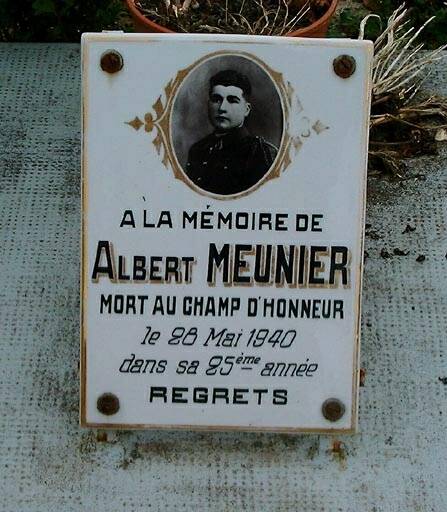 A LA MÉMOIRE DE
ALBERT MEUNIER
MORT AU CHAMP D'HONNEUR
le 28 Mai 1940
dans sa 25ème année
REGRETS